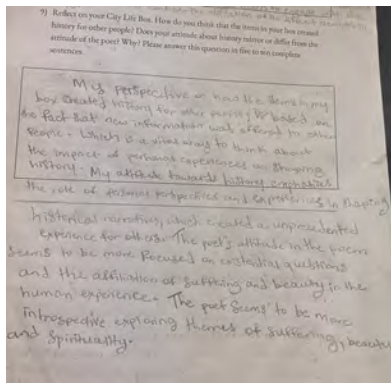 9) Reflect on your City Life Box. How do you think that the items in your box created
history for other people? Does your attitude about history mirror or differ from the
attitude of the poet? Why? Please answer this question in five to ten complete
sentences.
My perspective on how the items in my
box created history for other people, is based on
the fact that new information was offered to other
people. Which is a vital way to think about
the impact of personal experiences on shaping
history. My attitude towards history emphasizes
the role of personal perspectives and experiences in shaping
historical narrative, which created a unprecedented
experience for others. The poet's attitude in the poem
seems to be more focused on existential questions
and the affiliation of suffering and beauty in the
human experience. The poet seems to be more
introspective exploring themes of suffering, beauty
and spirituality.